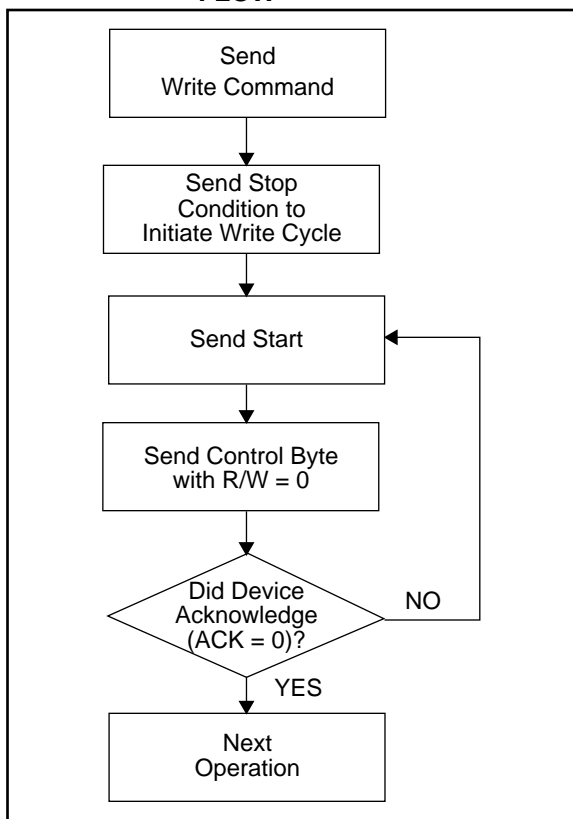 FLOW
Send
Write Command
Send Stop
Condition to
Initiate Write Cycle
Send Start
Send Control Byte
with R/W = 0
Did Device
Acknowledge
(ACK = 0)?
NO
YES
Next
Operation